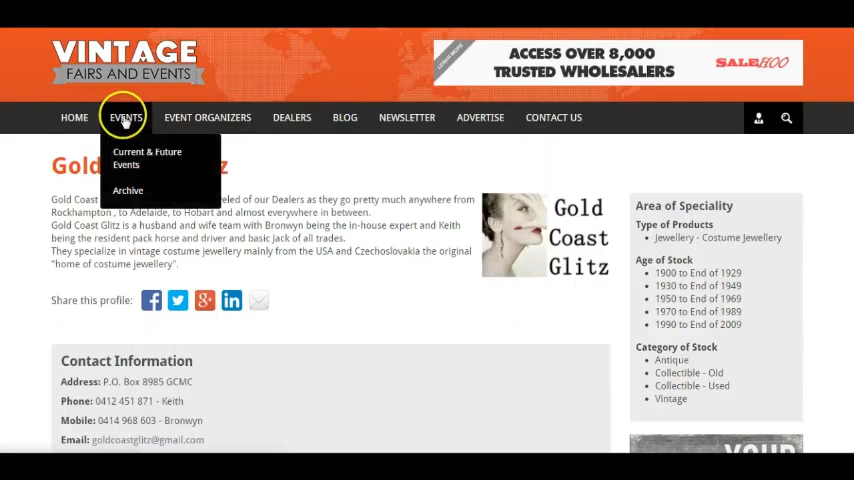 VINTAGE
FAIRS AND EVENTS
LEARN MORE
ACCESS OVER 8,000
TRUSTED WHOLESALERS
SALEHOO
HOME EVENTS EVENT ORGANIZERS DEALERS BLOG NEWSLETTER ADVERTISE CONTACT US
Current & Future
Events
Archive
Gold
Gold Coast veled of our Dealers as they go pretty much anywhere from
Rockhampton , to Adelaide, to Hobart and almost everywhere in between.
Gold Coast Glitz is a husband and wife team with Bronwyn being the in-house expert and Keith
being the resident pack horse and driver and basic Jack of all trades.
They specialize in vintage costume jewellery mainly from the USA and Czechoslovakia the original
"home of costume jewellery".
Gold
Coast
Glitz
Share this profile:
Contact Information
Address: P.O. Box 8985 GCMC
Phone: 0412 451 871 - Keith
Mobile: 0414 968 603 - Bronwyn
Email: goldcoastglitz@gmail.com
Area of Speciality
Type of Products
Jewellery - Costume Jewellery
Age of Stock
1900 to End of 1929
1930 to End of 1949
1950 to End of 1969
1970 to End of 1989
1990 to End of 2009
Category of Stock
Antique
Collectible - Old
Collectible - Used
Vintage
YOUR